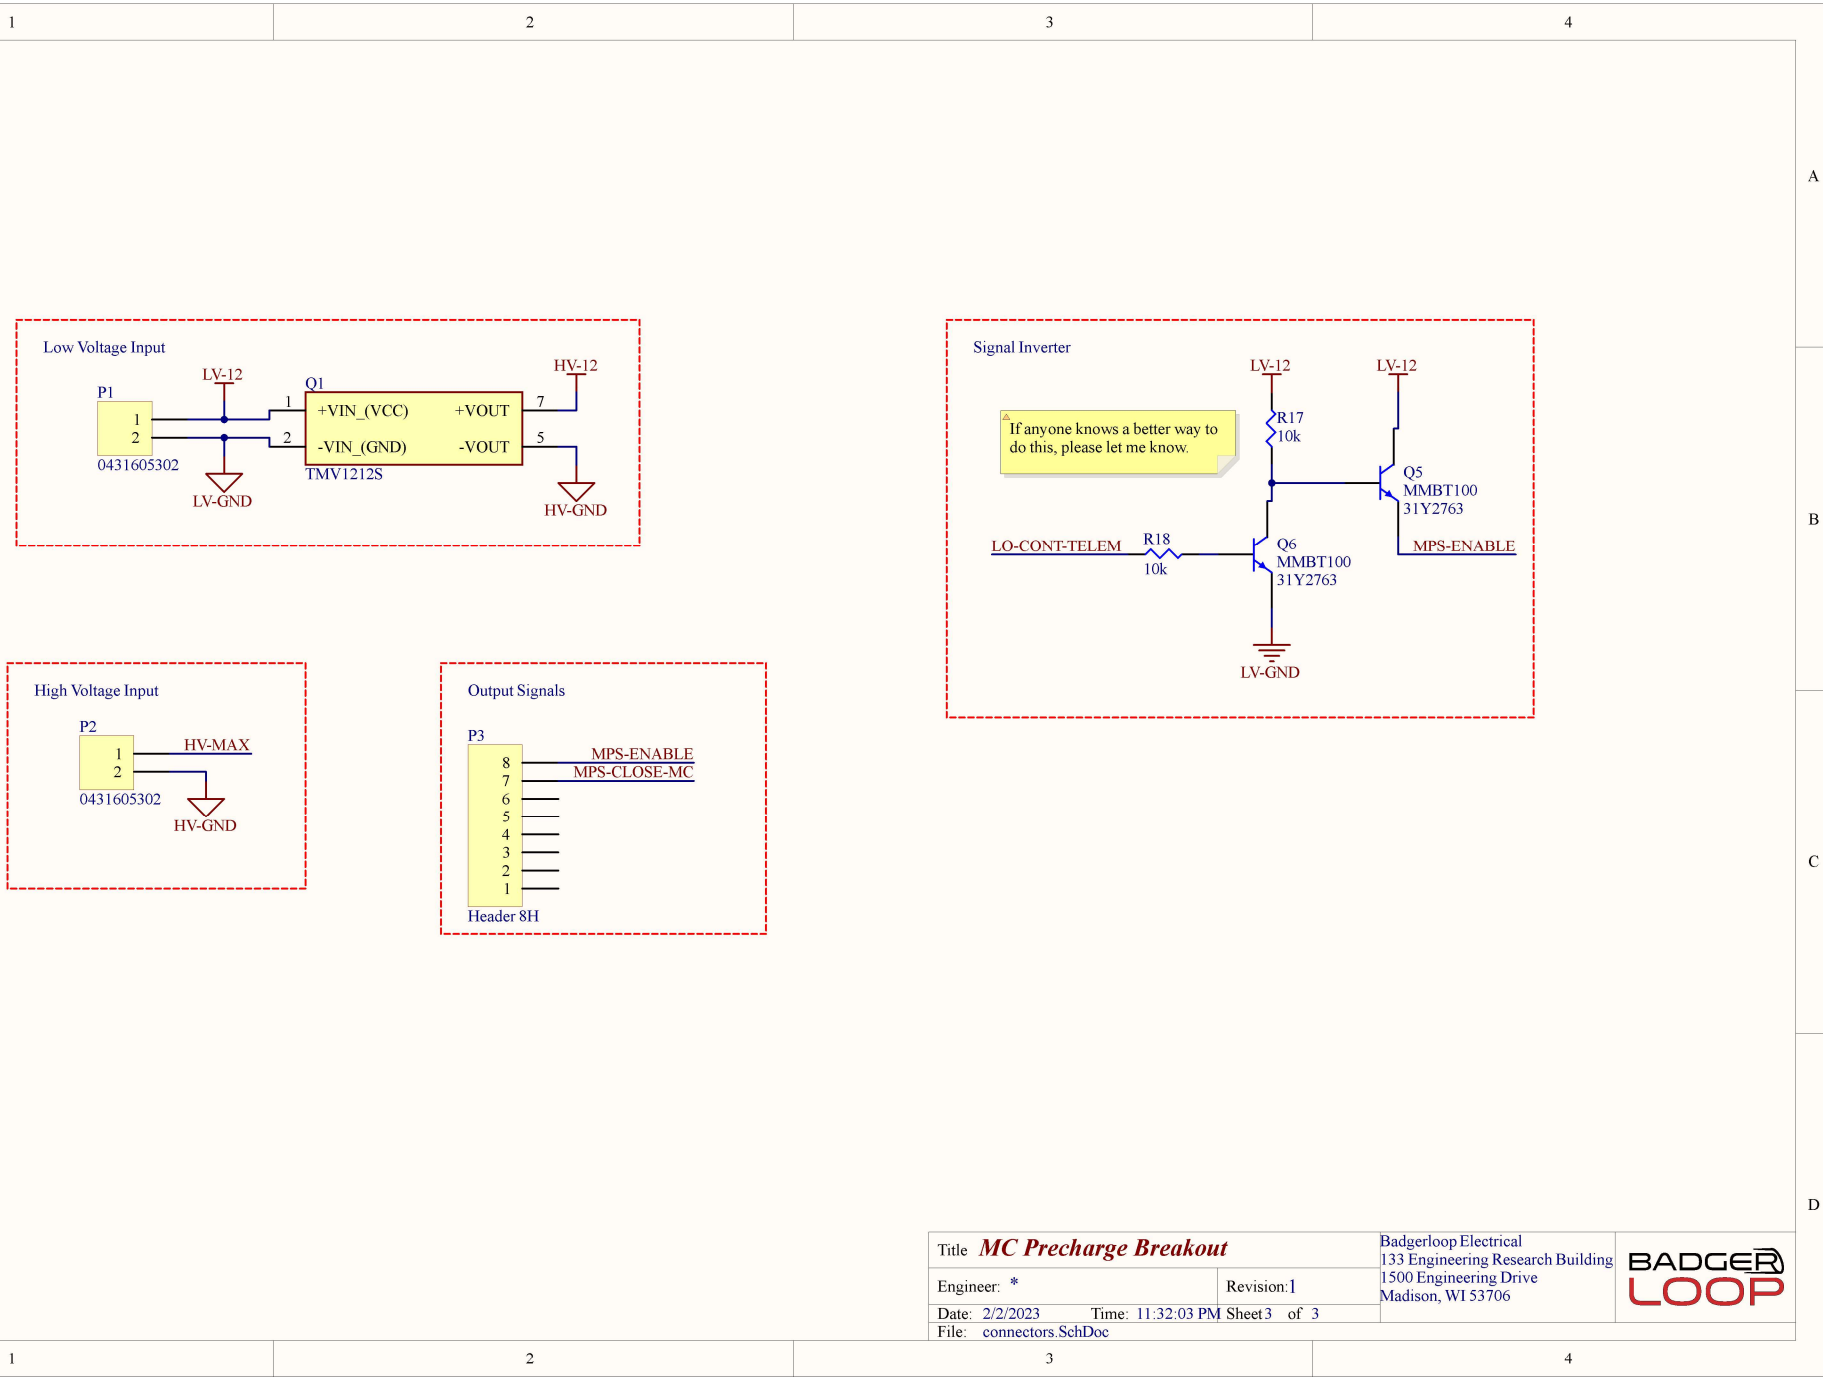 1
2
3
4
A
B
C
D
Low Voltage Input
P1
1
2
0431605302
LV-12
LV-GND
Q1
1
2
+VIN_(VCC)
+VOUT
-VIN_(GND)
-VOUT
TMV1212S
7
5
HV-12
HV-GND
Signal Inverter
If anyone knows a better way to
do this, please let me know.
LV-12
LV-12
R17
10k
Q5
MMBT100
31Y2763
LO-CONT-TELEM
R18
10k
Q6
MMBT100
31Y2763
MPS-ENABLE
LV-GND
High Voltage Input
P2
1
2
0431605302
HV-MAX
HV-GND
Output Signals
P3
8
7
6
5
4
3
2
1
MPS-ENABLE
MPS-CLOSE-MC
Header 8H
Title MC Precharge Breakout
Engineer: *
Revision:1
Date: 2/2/2023 Time: 11:32:03 PM Sheet 3 of 3
File: connectors.SchDoc
Badgerloop Electrical
133 Engineering Research Building
1500 Engineering Drive
Madison, WI 53706
BADGER
LOOP
1
2
3
4